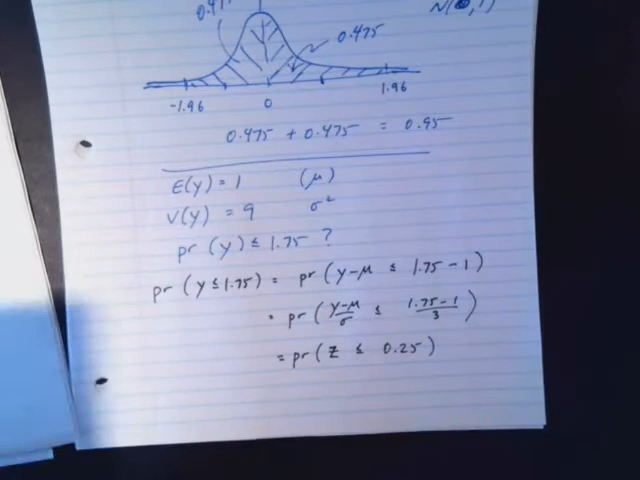 N(0,1)
0.475
-1.96 0 1.96
0.475 + 0.475 = 0.95
E(y) = 1 (μ)
V(y) = 9 σ²
pr (y) ≤ 1.75 ?
pr (y ≤ 1.75) = pr (y-μ ≤ 1.75 - 1)
= pr (y-μ/σ ≤ 1.75-1/3)
= pr (Z ≤ 0.25)